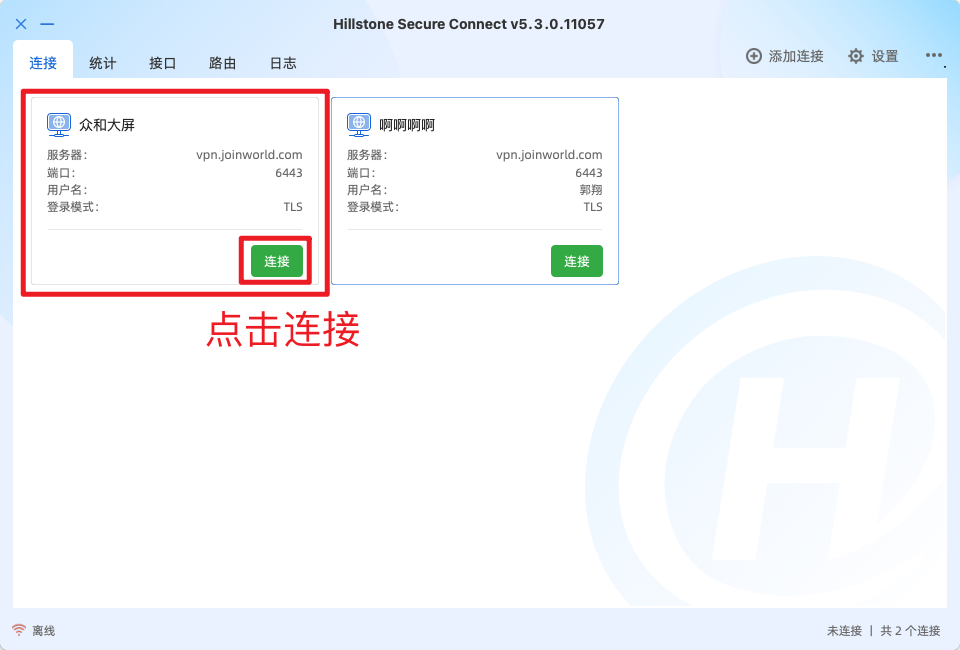 Hillstone Secure Connect v5.3.0.11057
连接 统计 接口 路由 日志 添加连接 设置
众和大屏
服务器: vpn.joinworld.com
端口: 6443
用户名:
登录模式: TLS
连接
啊啊啊啊
服务器: vpn.joinworld.com
端口: 6443
用户名: 郭翔
登录模式: TLS
连接
点击连接
离线
未连接 | 共 2 个连接